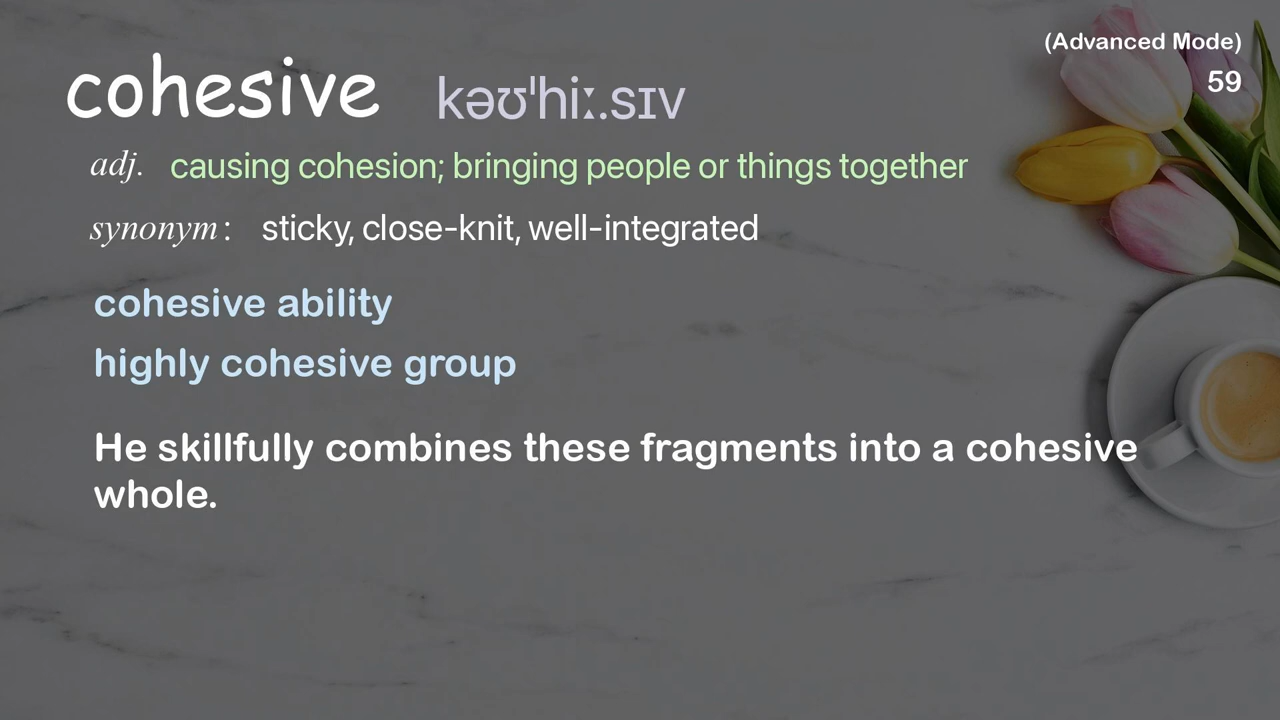 (Advanced Mode)
59
cohesive kəʊˈhiː.sɪv
adj. causing cohesion; bringing people or things together
synonym: sticky, close-knit, well-integrated
cohesive ability
highly cohesive group
He skillfully combines these fragments into a cohesive
whole.